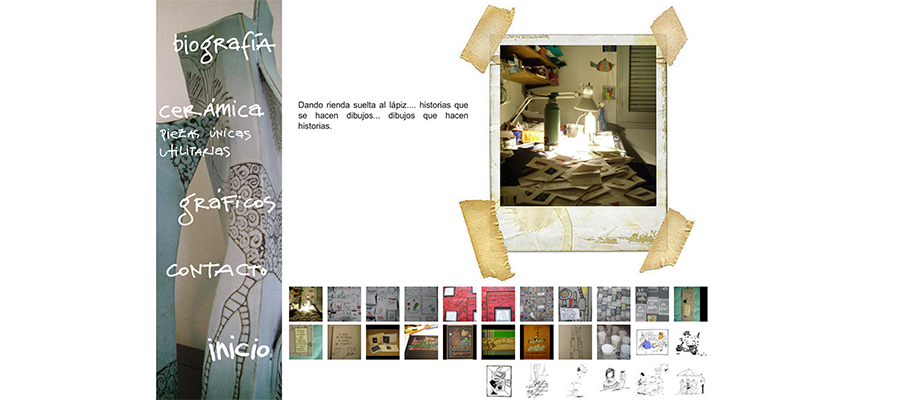 biografía
cerámica
piezas únicas
utilitarias
gráficos
contacto
inicio
Dando rienda suelta al lápiz.... historias que
se hacen dibujos... dibujos que hacen
historias.